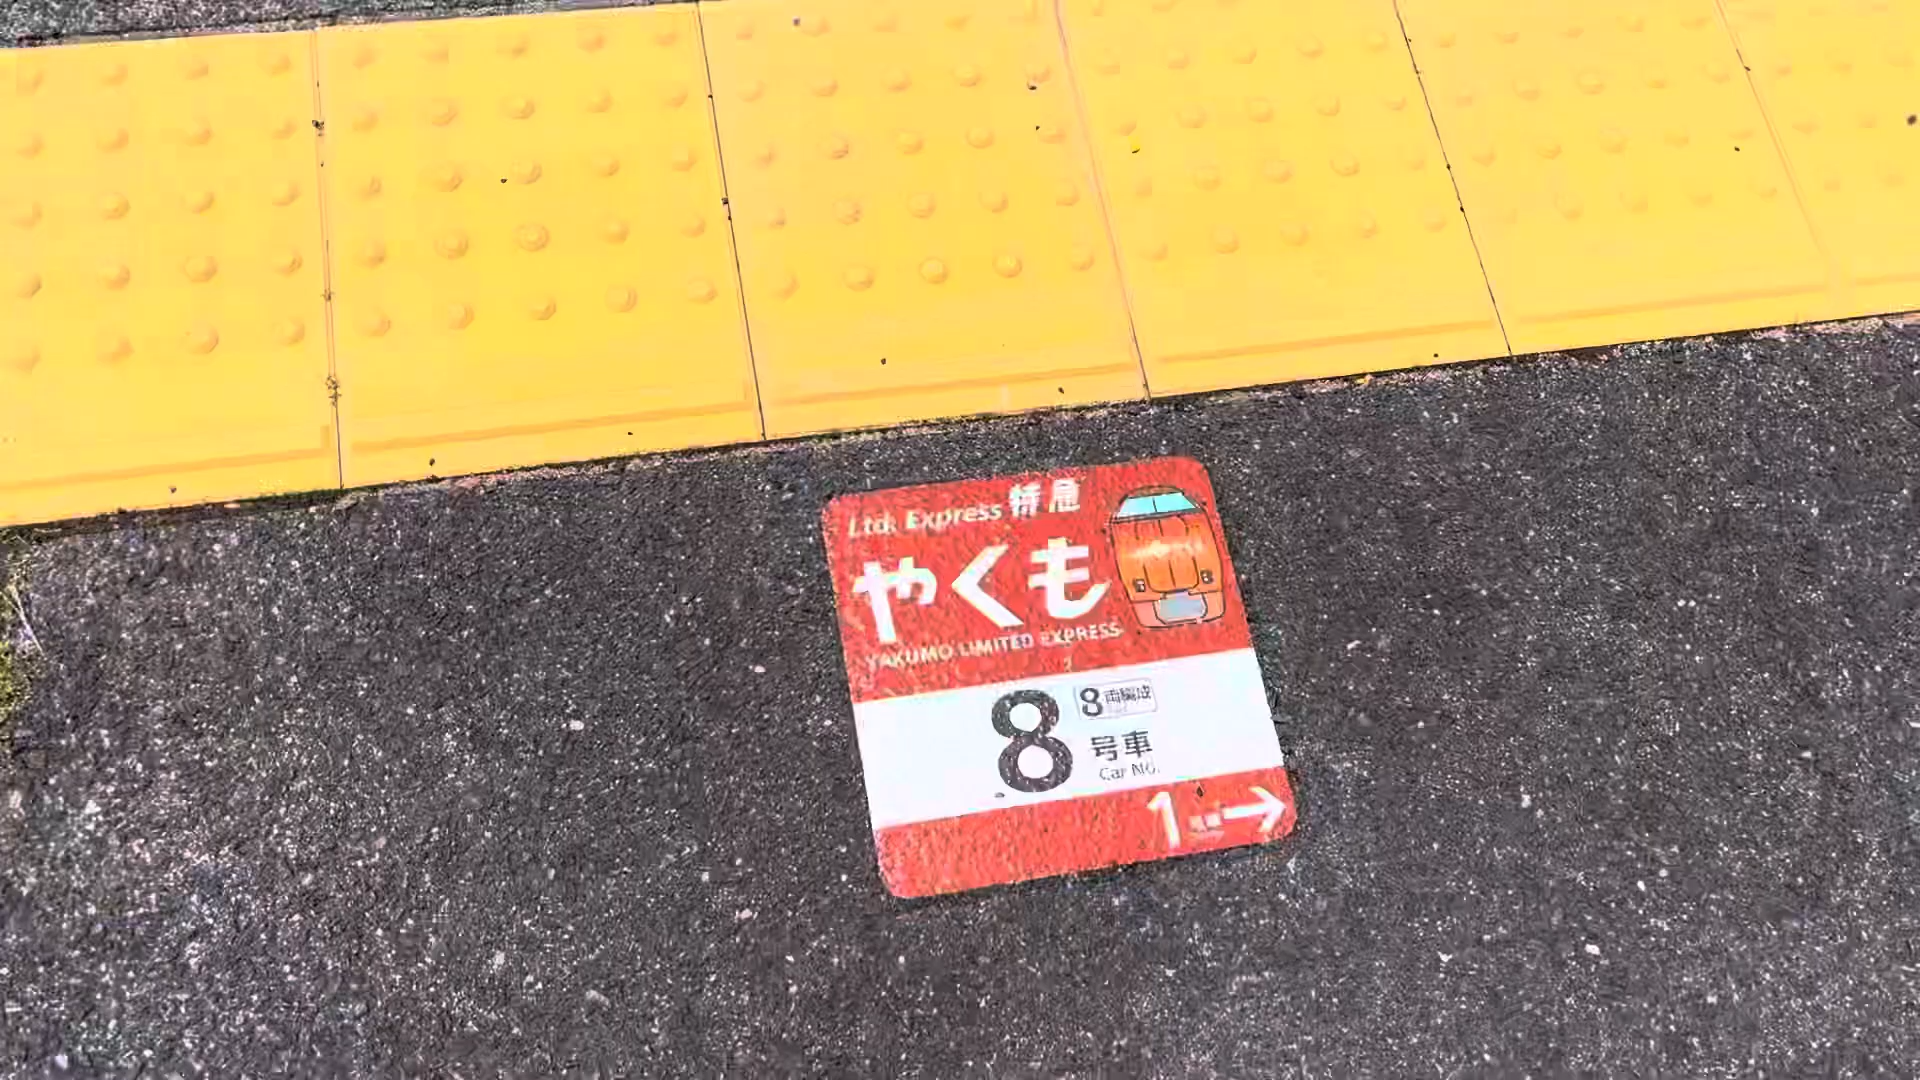 Ltd. Express 特急
やくも
YAKUMO LIMITED EXPRESS
8
8両編成
号車
Car No.
1